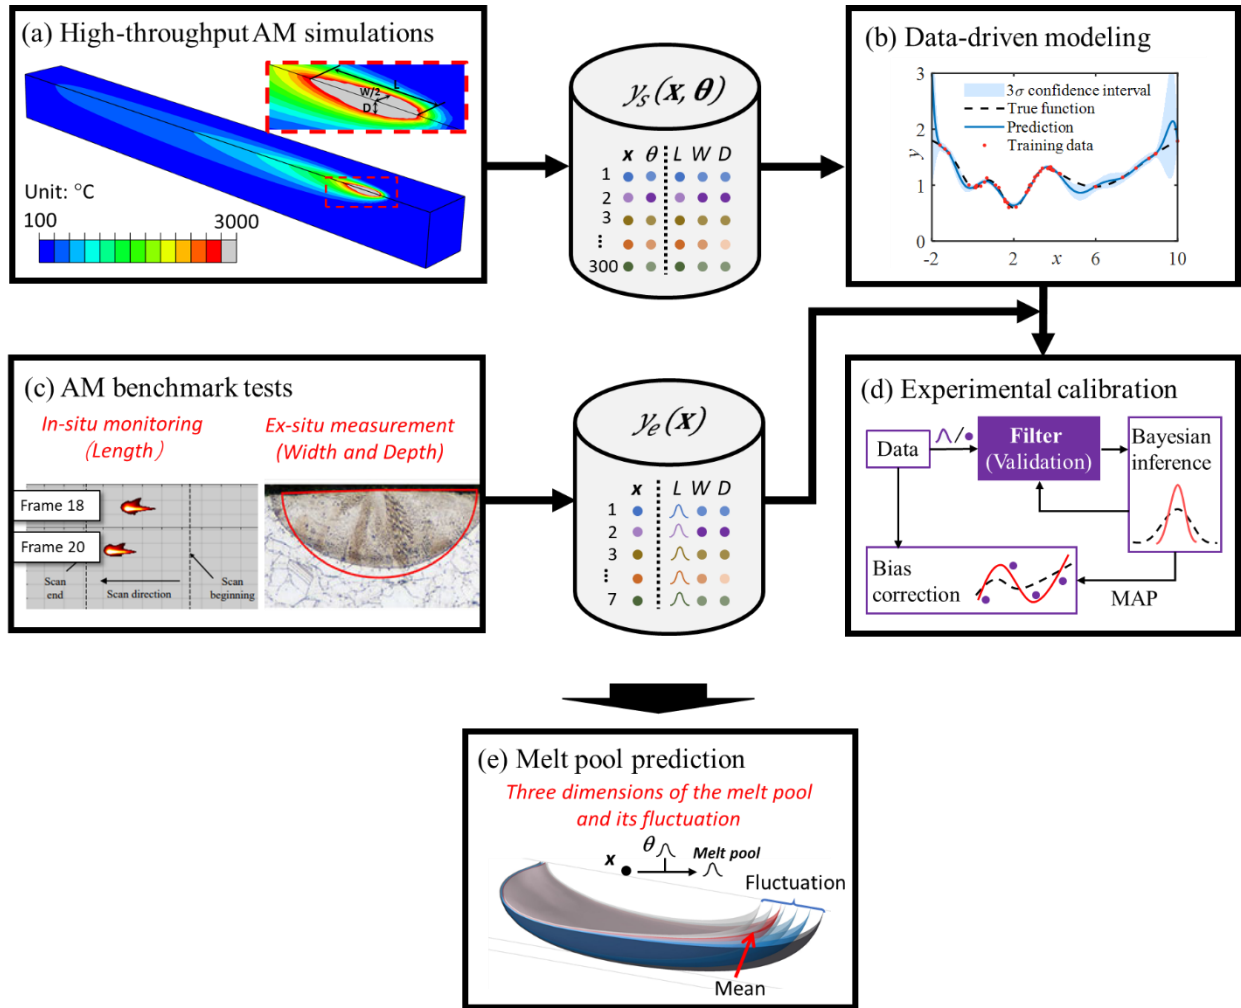 (a) High-throughput AM simulations
L
W/2
D
Unit: °C
100
3000
y_s(x, θ)
x θ L W D
1
2
3
⋮
300
(b) Data-driven modeling
3σ confidence interval
True function
Prediction
Training data
y
3
2
1
0
-2
2
x
6
10
(c) AM benchmark tests
In-situ monitoring
(Length)
Ex-situ measurement
(Width and Depth)
Frame 18
Frame 20
Scan
end
Scan direction
Scan
beginning
y_e(x)
x L W D
1
2
3
⋮
7
(d) Experimental calibration
Data
/
Filter
(Validation)
Bayesian
inference
Bias
correction
MAP
(e) Melt pool prediction
Three dimensions of the melt pool
and its fluctuation
x
θ
Melt pool
Fluctuation
Mean